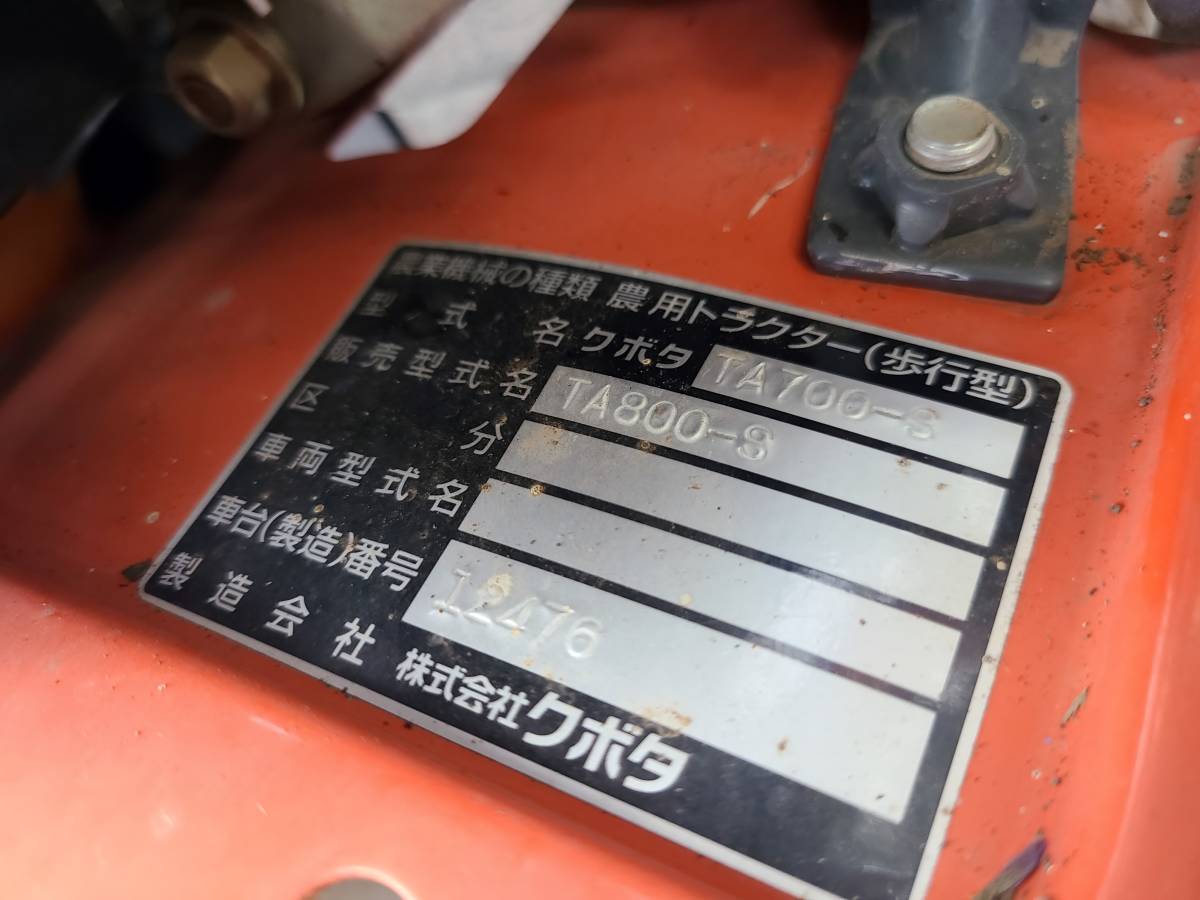 農業機械の種類 農用トラクター(歩行型)
型式名 クボタ TA700-S
販売型式名 TA800-S
区分
車両型式名
車台(製造)番号 12476
製造会社 株式会社クボタ